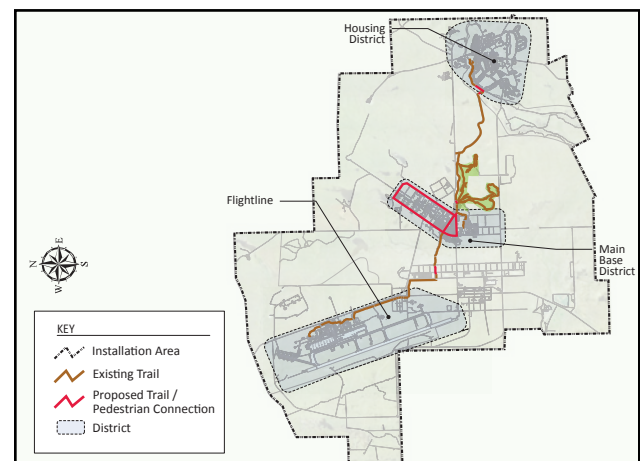 Housing
District
Flightline
Main
Base
District
N
E
S
W
KEY
Installation Area
Existing Trail
Proposed Trail /
Pedestrian Connection
District